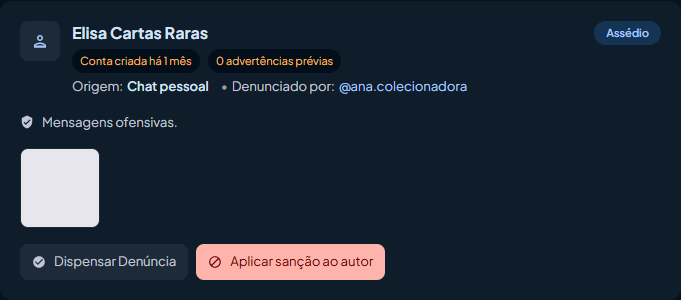 Elisa Cartas Raras
Assédio
Conta criada há 1 mês
0 advertências prévias
Origem: Chat pessoal • Denunciado por: @ana.colecionadora
Mensagens ofensivas.
Dispensar Denúncia
Aplicar sanção ao autor